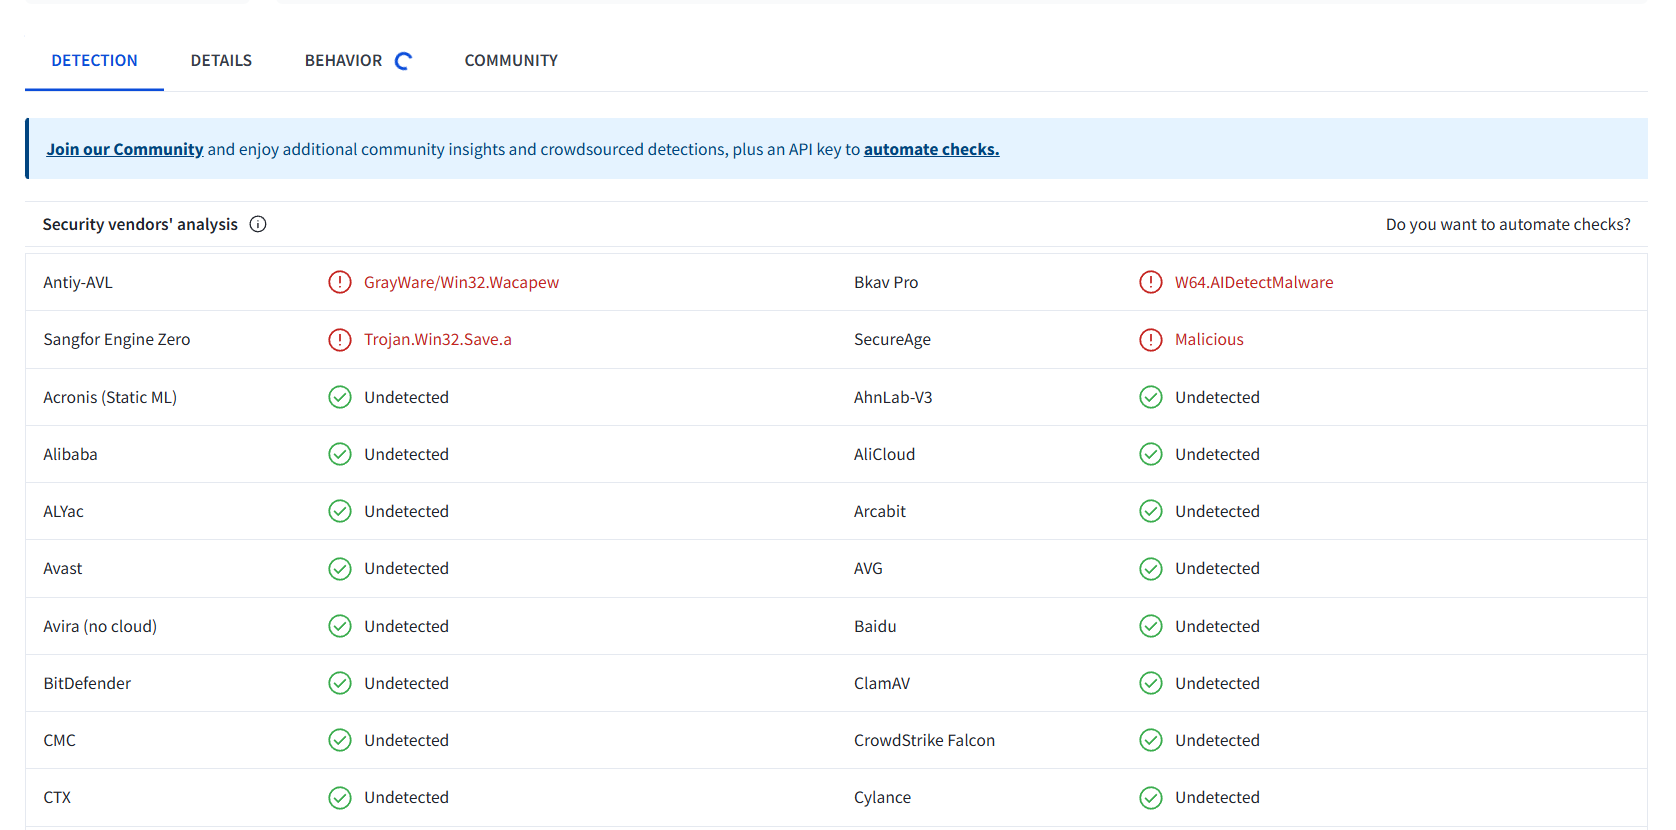 DETECTION DETAILS BEHAVIOR COMMUNITY
Join our Community and enjoy additional community insights and crowdsourced detections, plus an API key to automate checks.
Security vendors' analysis Do you want to automate checks?
Antiy-AVL GrayWare/Win32.Wacapew Bkav Pro W64.AIDetectMalware
Sangfor Engine Zero Trojan.Win32.Save.a SecureAge Malicious
Acronis (Static ML) Undetected AhnLab-V3 Undetected
Alibaba Undetected AliCloud Undetected
ALYac Undetected Arcabit Undetected
Avast Undetected AVG Undetected
Avira (no cloud) Undetected Baidu Undetected
BitDefender Undetected ClamAV Undetected
CMC Undetected CrowdStrike Falcon Undetected
CTX Undetected Cylance Undetected